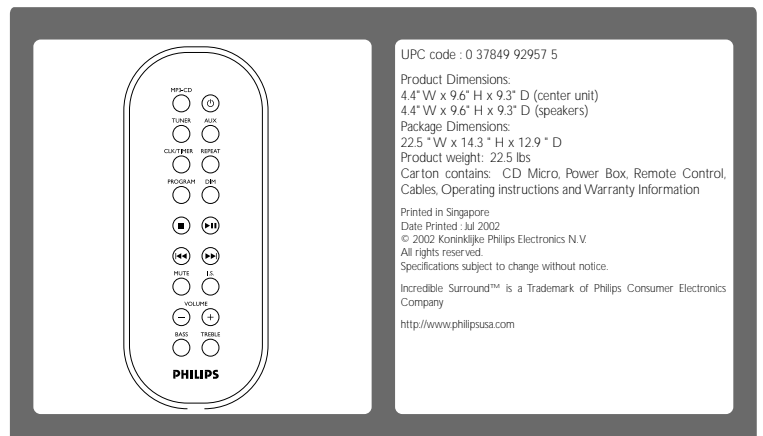 MP3-CD
TUNER AUX
CLK/TIMER REPEAT
PROGRAM DIM
MUTE I.S.
VOLUME
− +
BASS TREBLE
PHILIPS
UPC code : 0 37849 92957 5
Product Dimensions:
4.4" W x 9.6" H x 9.3" D (center unit)
4.4" W x 9.6" H x 9.3" D (speakers)
Package Dimensions:
22.5 " W x 14.3 " H x 12.9 " D
Product weight: 22.5 lbs
Carton contains: CD Micro, Power Box, Remote Control,
Cables, Operating instructions and Warranty Information
Printed in Singapore
Date Printed : Jul 2002
© 2002 Koninklijke Philips Electronics N.V.
All rights reserved.
Specifications subject to change without notice.
Incredible Surround™ is a Trademark of Philips Consumer Electronics
Company
http://www.philipsusa.com